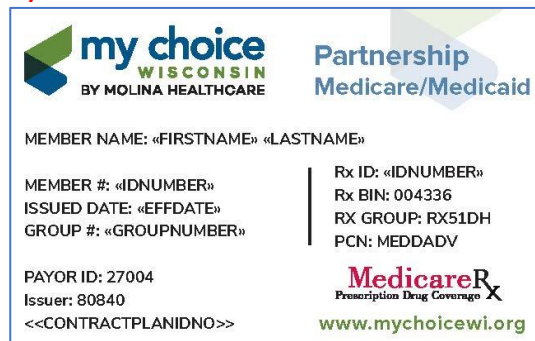 my choice
WISCONSIN
BY MOLINA HEALTHCARE
Partnership
Medicare/Medicaid
MEMBER NAME: «FIRSTNAME» «LASTNAME»
MEMBER #: «IDNUMBER»
ISSUED DATE: «EFFDATE»
GROUP #: «GROUPNUMBER»
Rx ID: «IDNUMBER»
Rx BIN: 004336
RX GROUP: RX51DH
PCN: MEDDADV
PAYOR ID: 27004
Issuer: 80840
<<CONTRACTPLANIDNO>>
MedicareRx
Prescription Drug Coverage
www.mychoicewi.org